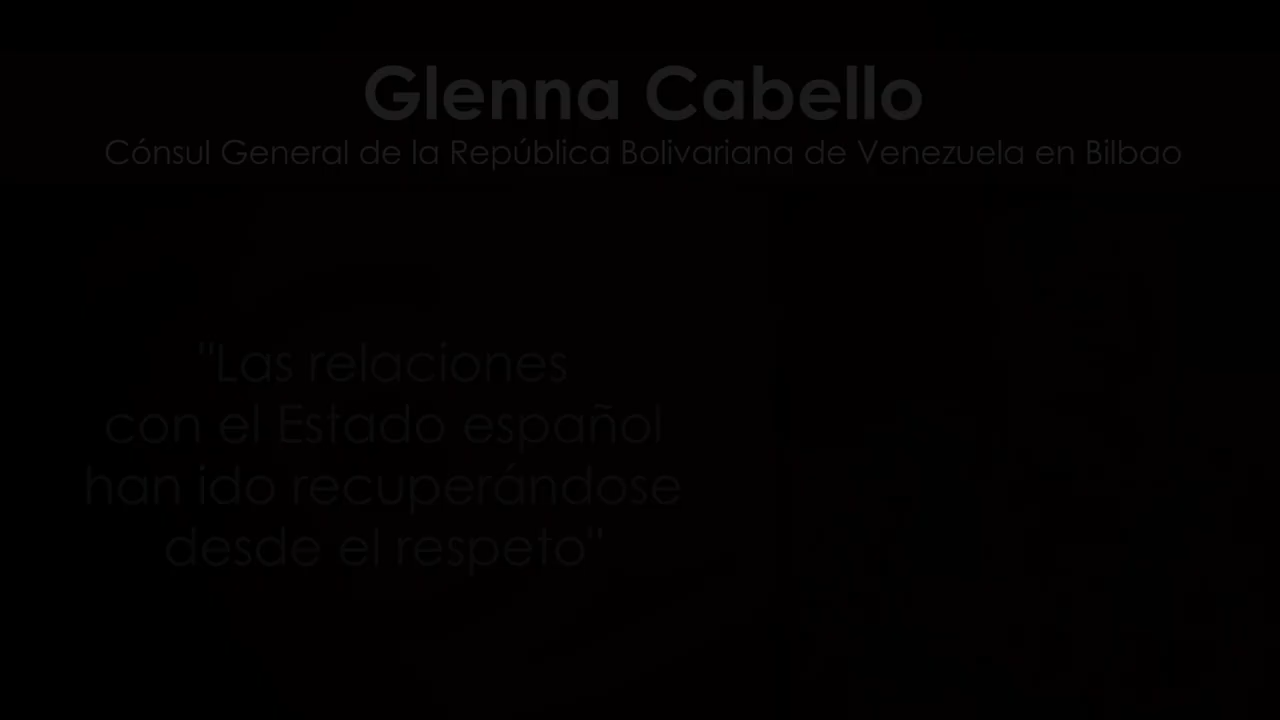 Glenna Cabello
Cónsul General de la República Bolivariana de Venezuela en Bilbao
"Las relaciones
con el Estado español
han ido recuperándose
desde el respeto"